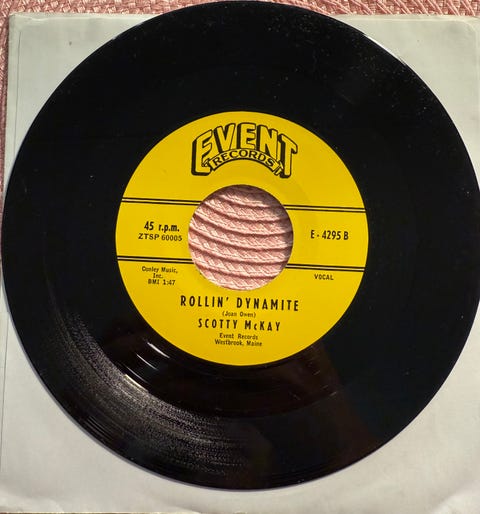 EVENT
RECORDS
45 r.p.m.
ZTSP 60005
E - 4295 B
Oonley Music,
Inc.
BMI 1:47
VOCAL
ROLLIN' DYNAMITE
(Joan Owen)
SCOTTY McKAY
Event Records
Westbrook, Maine